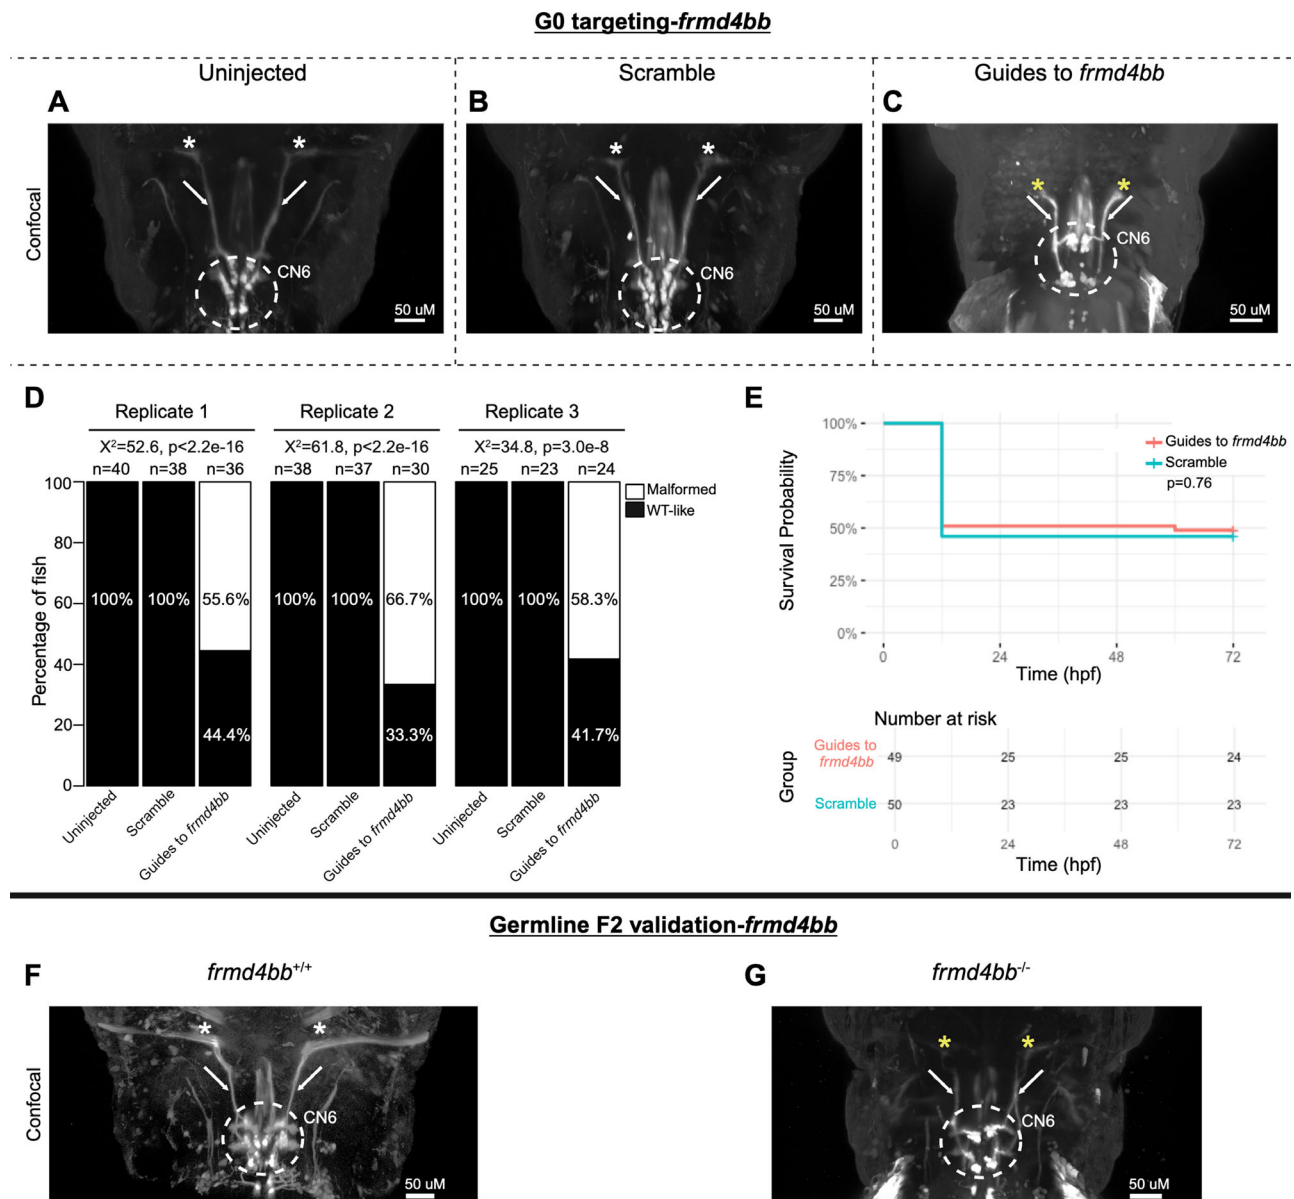 G0 targeting-frmd4bb
Uninjected
Scramble
Guides to frmd4bb
A
B
C
Confocal
*
*
CN6
50 uM
*
*
CN6
50 uM
*
*
CN6
50 uM
D
Replicate 1
Replicate 2
Replicate 3
X²=52.6, p<2.2e-16
X²=61.8, p<2.2e-16
X²=34.8, p=3.0e-8
n=40
n=38
n=36
n=38
n=37
n=30
n=25
n=23
n=24
Malformed
WT-like
Percentage of fish
100
80
60
40
20
0
100%
100%
55.6%
44.4%
100%
100%
66.7%
33.3%
100%
100%
58.3%
41.7%
Uninjected
Scramble
Guides to frmd4bb
Uninjected
Scramble
Guides to frmd4bb
Uninjected
Scramble
Guides to frmd4bb
E
Survival Probability
100%
75%
50%
25%
0%
Guides to frmd4bb
Scramble
p=0.76
0
24
48
72
Time (hpf)
Number at risk
Group
Guides to
frmd4bb
49
25
25
24
Scramble
50
23
23
23
0
24
48
72
Time (hpf)
Germline F2 validation-frmd4bb
F
frmd4bb+/+
G
frmd4bb-/-
Confocal
*
*
CN6
50 uM
*
*
CN6
50 uM